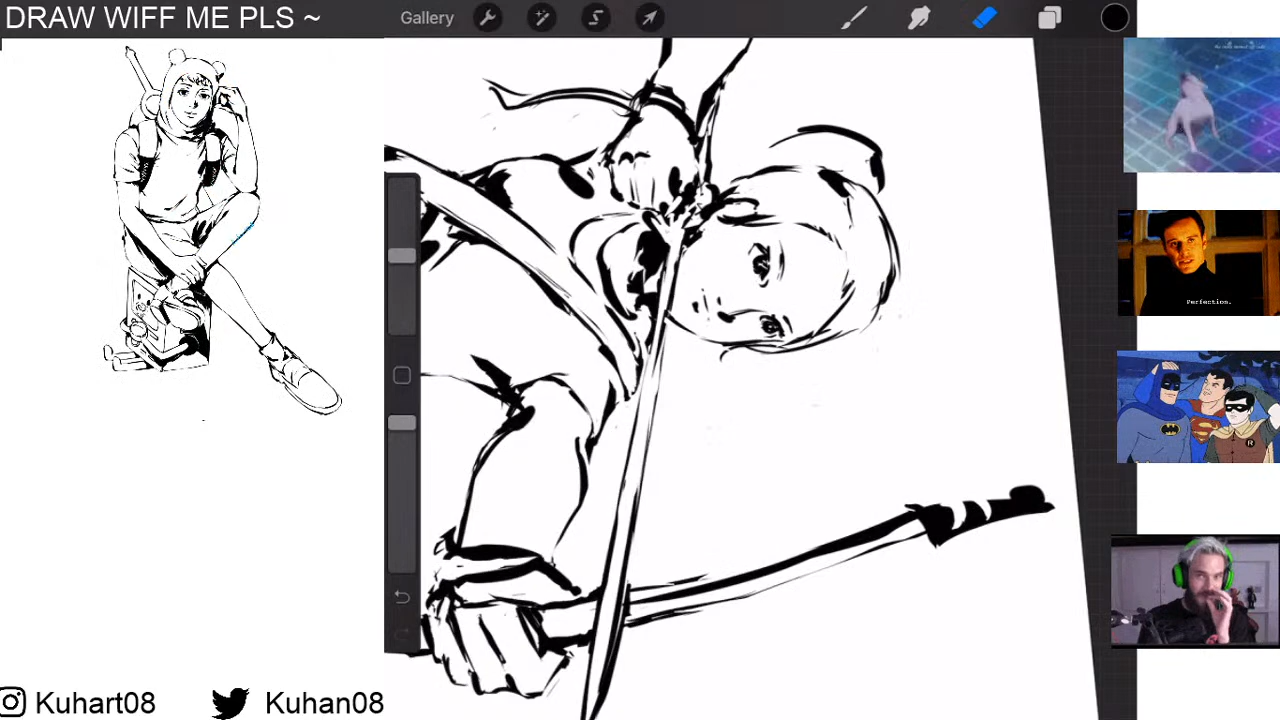 DRAW WIFF ME PLS ~
Gallery
Perfection.
R
Kuhart08
Kuhan08